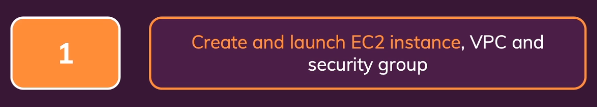 1
Create and launch EC2 instance, VPC and
security group